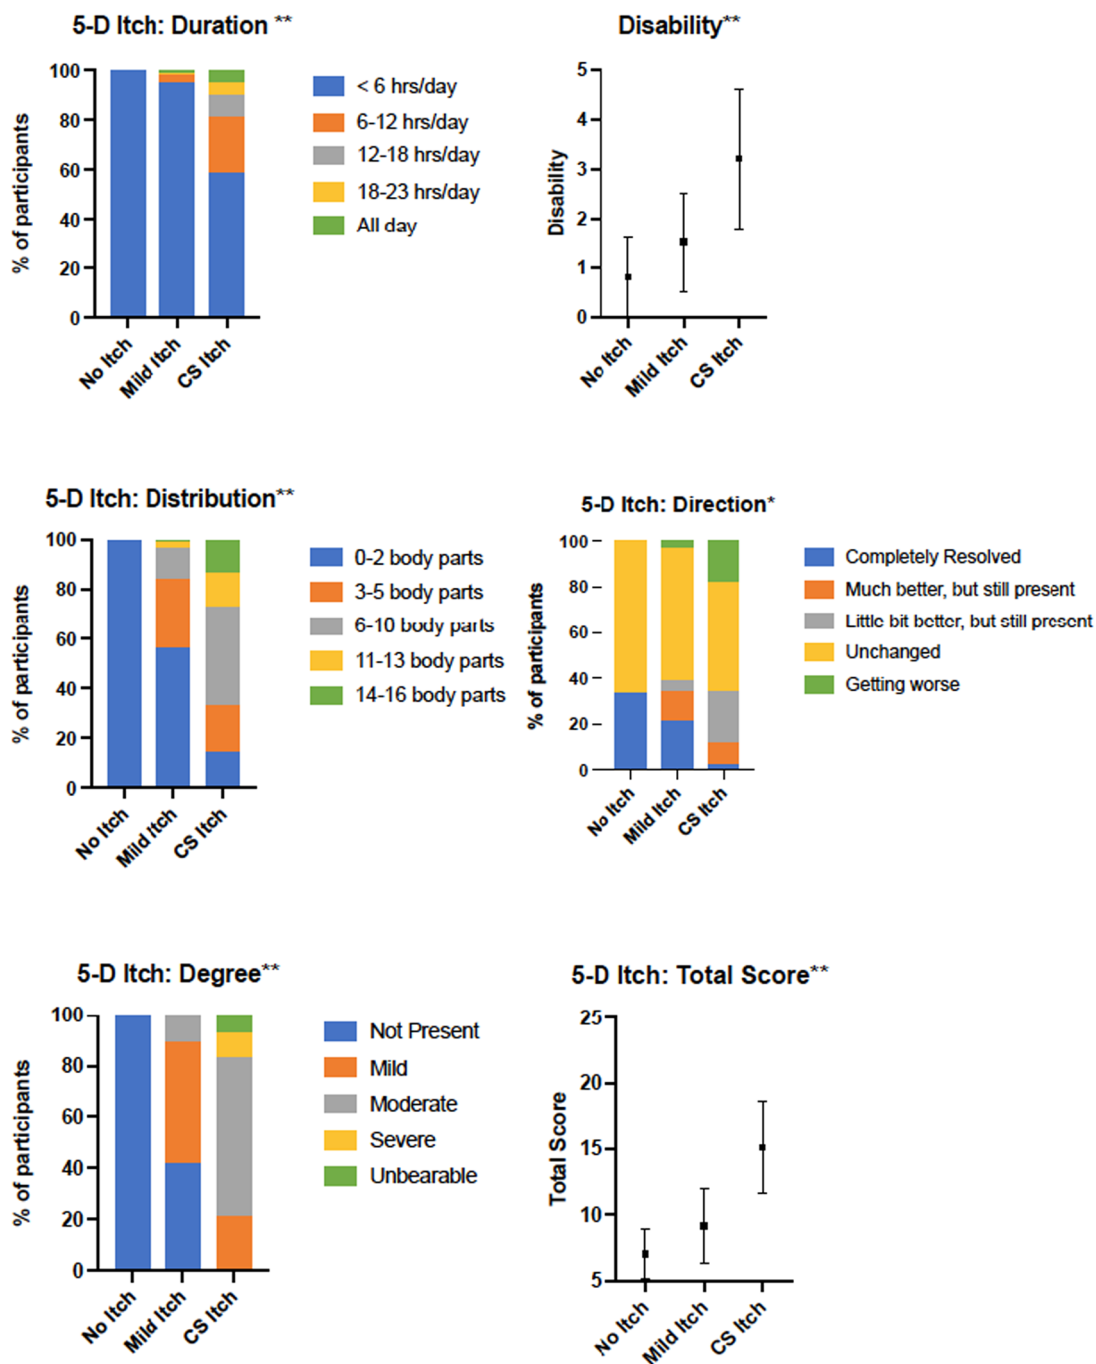 5-D Itch: Duration **
% of participants
100
80
60
40
20
0
No Itch
Mild Itch
CS Itch
< 6 hrs/day
6-12 hrs/day
12-18 hrs/day
18-23 hrs/day
All day
Disability**
Disability
5
4
3
2
1
0
No Itch
Mild Itch
CS Itch
5-D Itch: Distribution**
% of participants
100
80
60
40
20
0
No Itch
Mild Itch
CS Itch
0-2 body parts
3-5 body parts
6-10 body parts
11-13 body parts
14-16 body parts
5-D Itch: Direction*
% of participants
100
80
60
40
20
0
No Itch
Mild Itch
CS Itch
Completely Resolved
Much better, but still present
Little bit better, but still present
Unchanged
Getting worse
5-D Itch: Degree**
% of participants
100
80
60
40
20
0
No Itch
Mild Itch
CS Itch
Not Present
Mild
Moderate
Severe
Unbearable
5-D Itch: Total Score**
Total Score
25
20
15
10
5
No Itch
Mild Itch
CS Itch